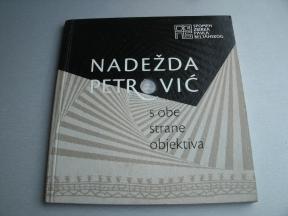 SPOMEN
ZBIRKA
PAVLA
BELJANSKOG
NADEŽDA
PETROVIĆ
s obe
strane
objektiva